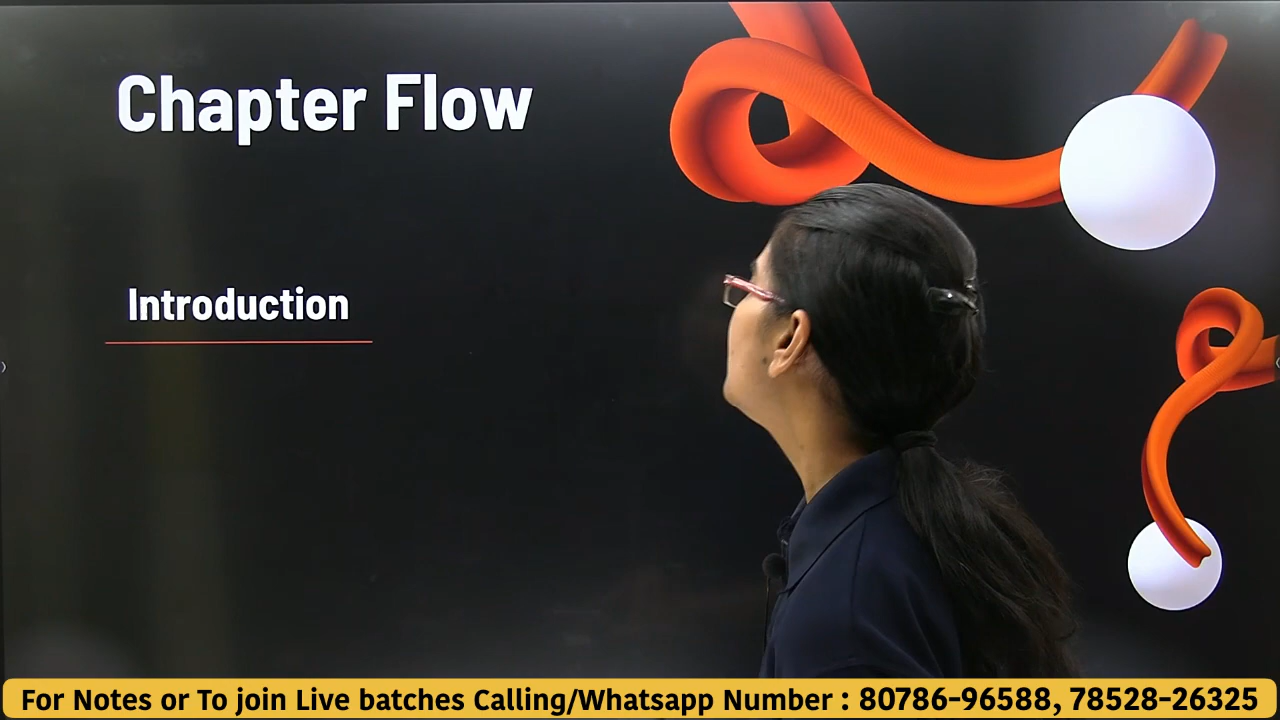 Chapter Flow
Introduction
For Notes or To join Live batches Calling/Whatsapp Number : 80786-96588, 78528-26325